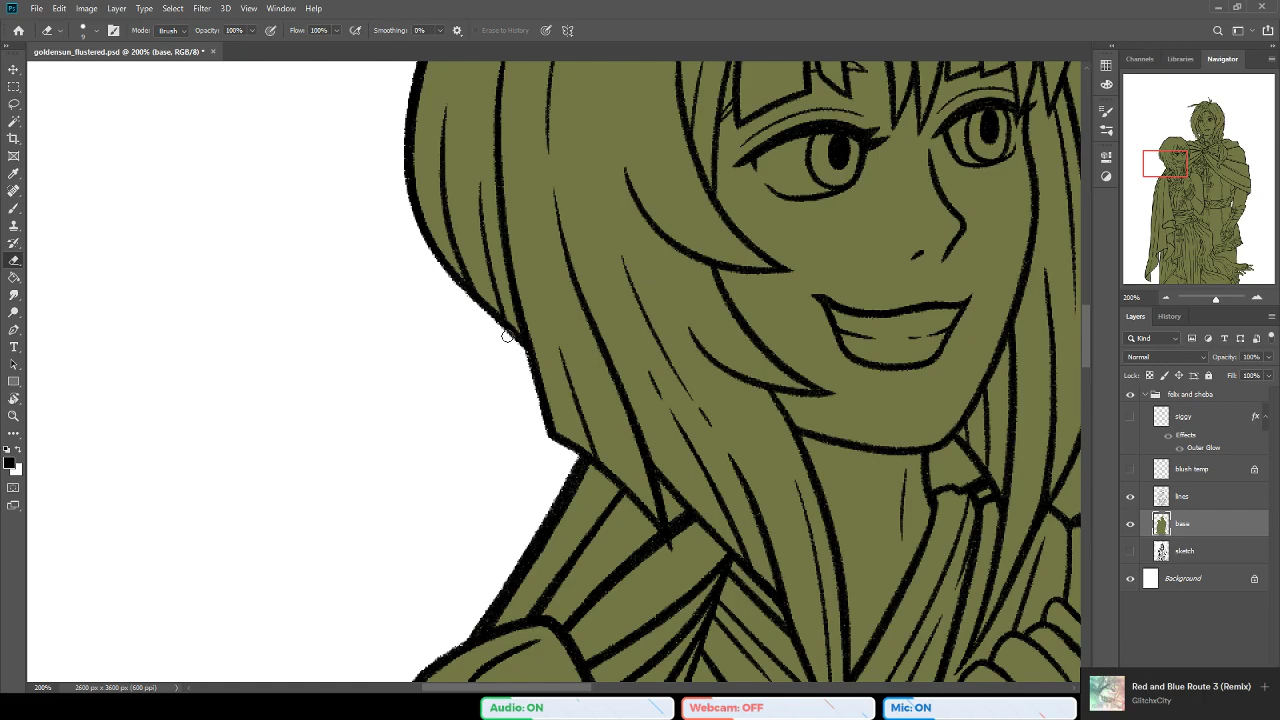 Ps File Edit Image Layer Type Select Filter 3D View Window Help
9 Mode: Brush Opacity: 100% Flow: 100% Smoothing: 0% Erase to History
goldensun_flustered.psd @ 200% (base, RGB/8) *
Channels Libraries Navigator
200%
Layers History
Kind
Normal Opacity: 100%
Lock: Fill: 100%
felix and sheba
siggy fx
Effects
Outer Glow
blush temp
lines
base
sketch
Background
200% 2600 px x 3600 px (600 ppi)
Audio: ON Webcam: OFF Mic: ON
Red and Blue Route 3 (Remix)
GlitchxCity